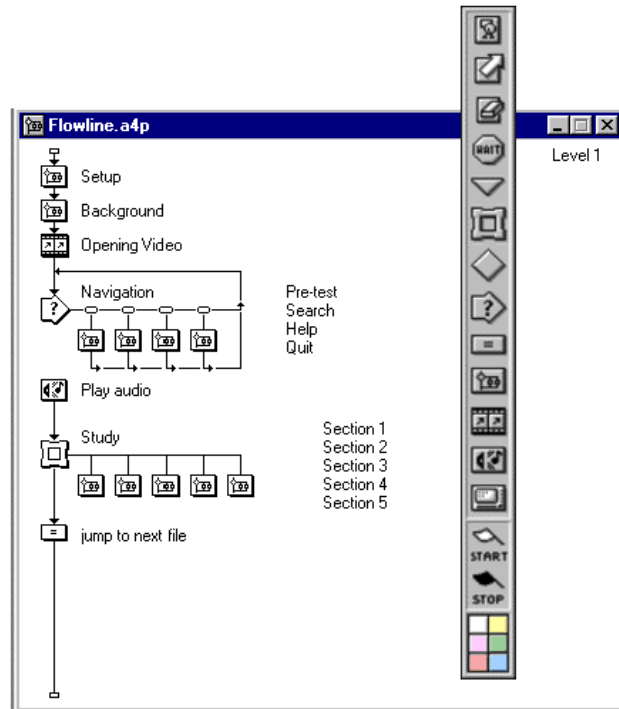 Flowline.a4p
Level 1
Setup
Background
Opening Video
Navigation
Pre-test
Search
Help
Quit
Play audio
Study
Section 1
Section 2
Section 3
Section 4
Section 5
jump to next file
WAIT
START
STOP